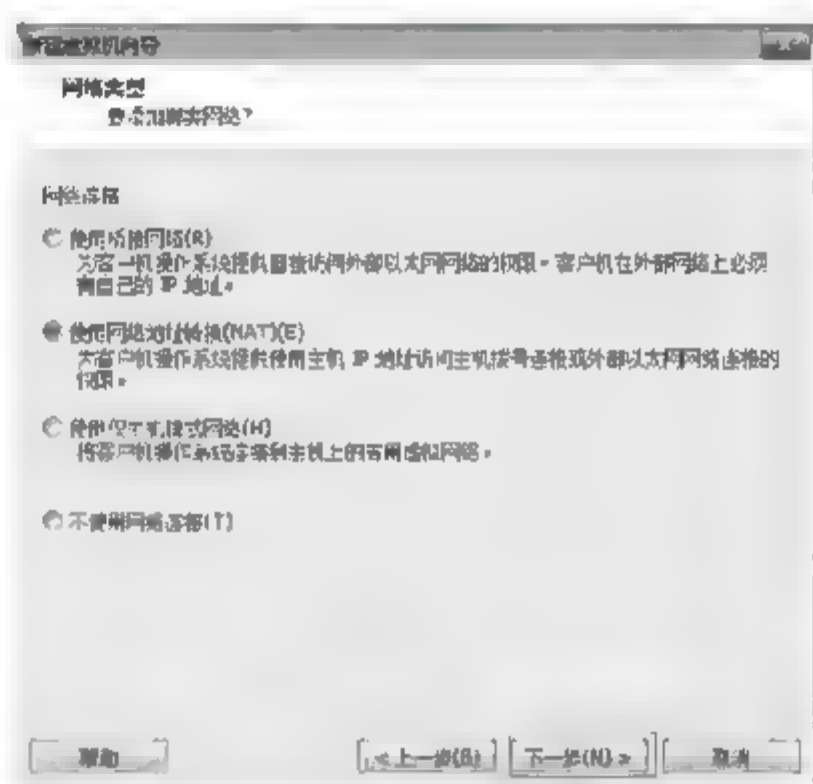 新建虚拟机向导
网络类型
要添加哪类网络?
网络连接
使用桥接网络(R)
为客户机操作系统提供直接访问外部以太网网络的权限。客户机在外部网络上必须
有自己的 IP 地址。
使用网络地址转换(NAT)(E)
为客户机操作系统提供使用主机 IP 地址访问主机拨号连接或外部以太网网络连接的
权限。
使用仅主机模式网络(H)
将客户机操作系统连接到主机上的专用虚拟网络。
不使用网络连接(T)
帮助
< 上一步(B)
下一步(N) >
取消